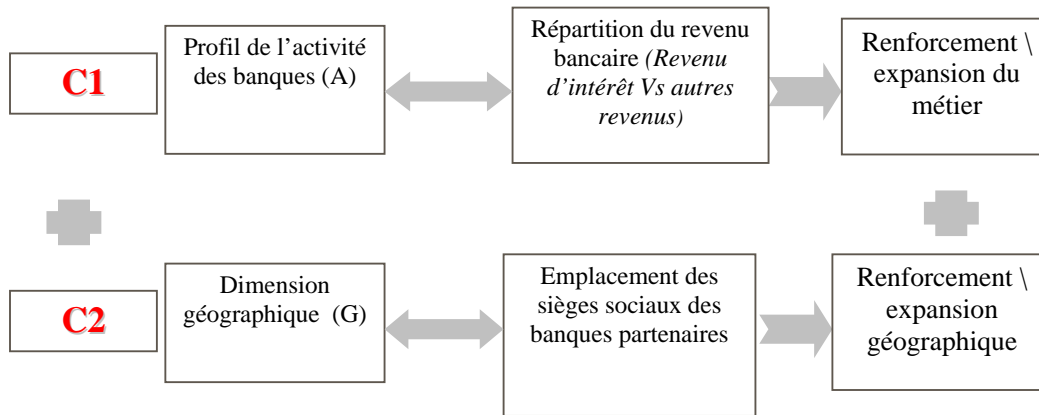 C1
Profil de l’activité
des banques (A)
Répartition du revenu
bancaire (Revenu
d’intérêt Vs autres
revenus)
Renforcement \
expansion du
métier
C2
Dimension
géographique (G)
Emplacement des
sièges sociaux des
banques partenaires
Renforcement \
expansion
géographique